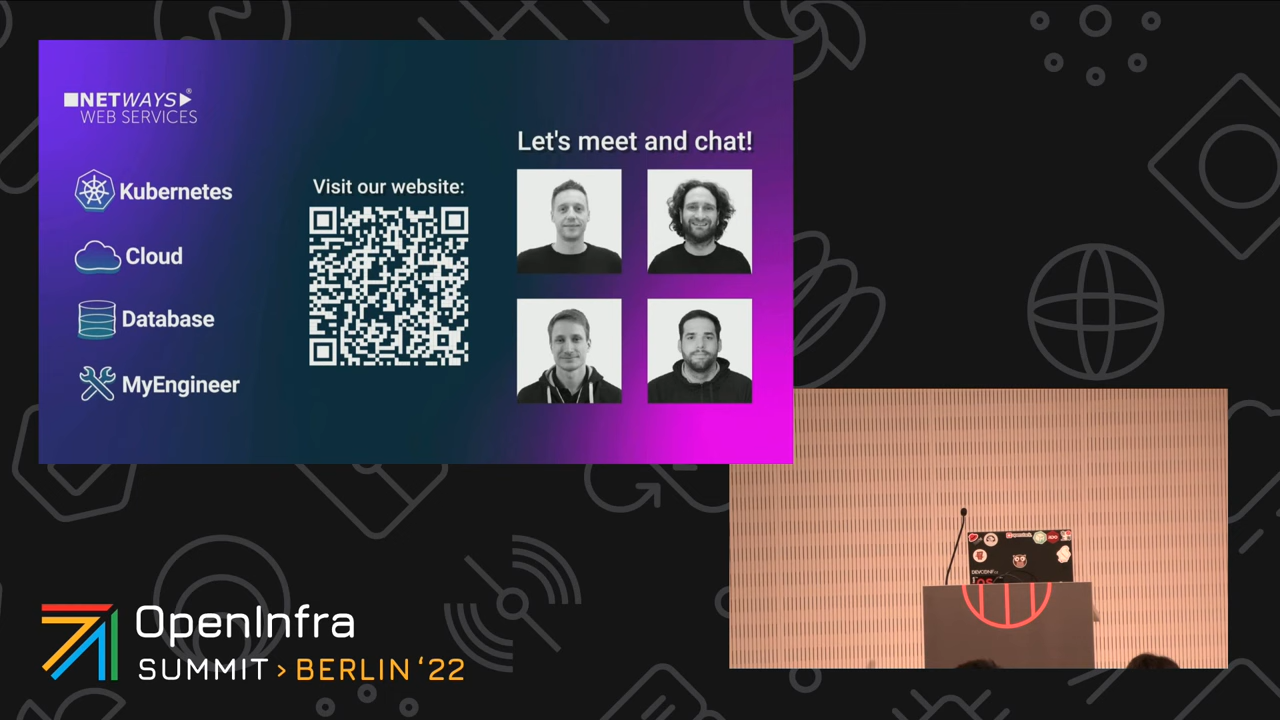 NETWAYS®
WEB SERVICES
Kubernetes
Cloud
Database
MyEngineer
Visit our website:
Let's meet and chat!
OpenInfra
SUMMIT > BERLIN ‘22